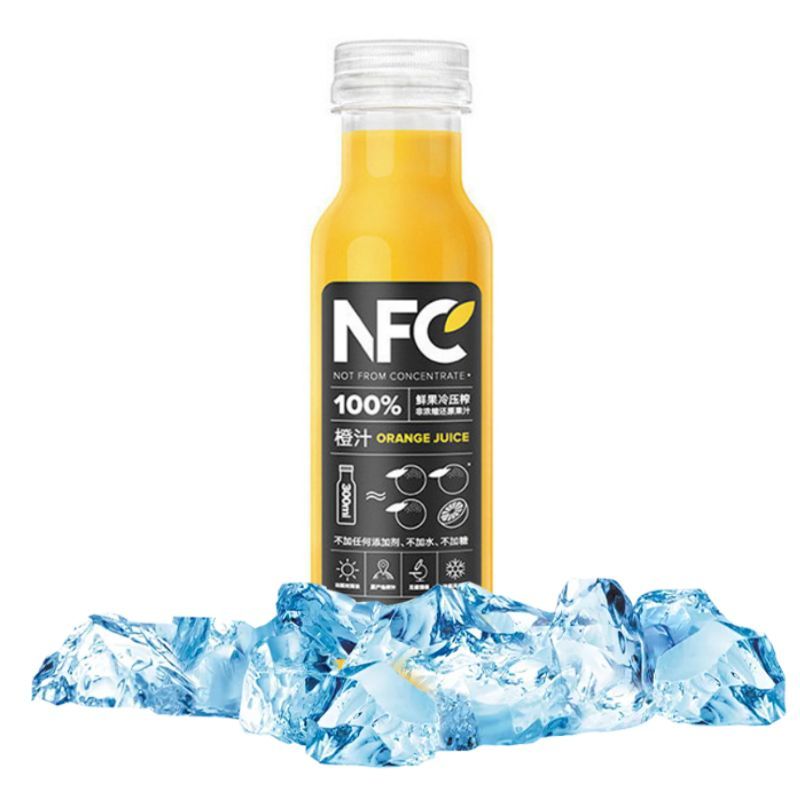 NFC
NOT FROM CONCENTRATE
100%
鲜果冷压榨
非浓缩还原果汁
橙汁 ORANGE JUICE
300ml
≈
不加任何添加剂、不加水、不加糖